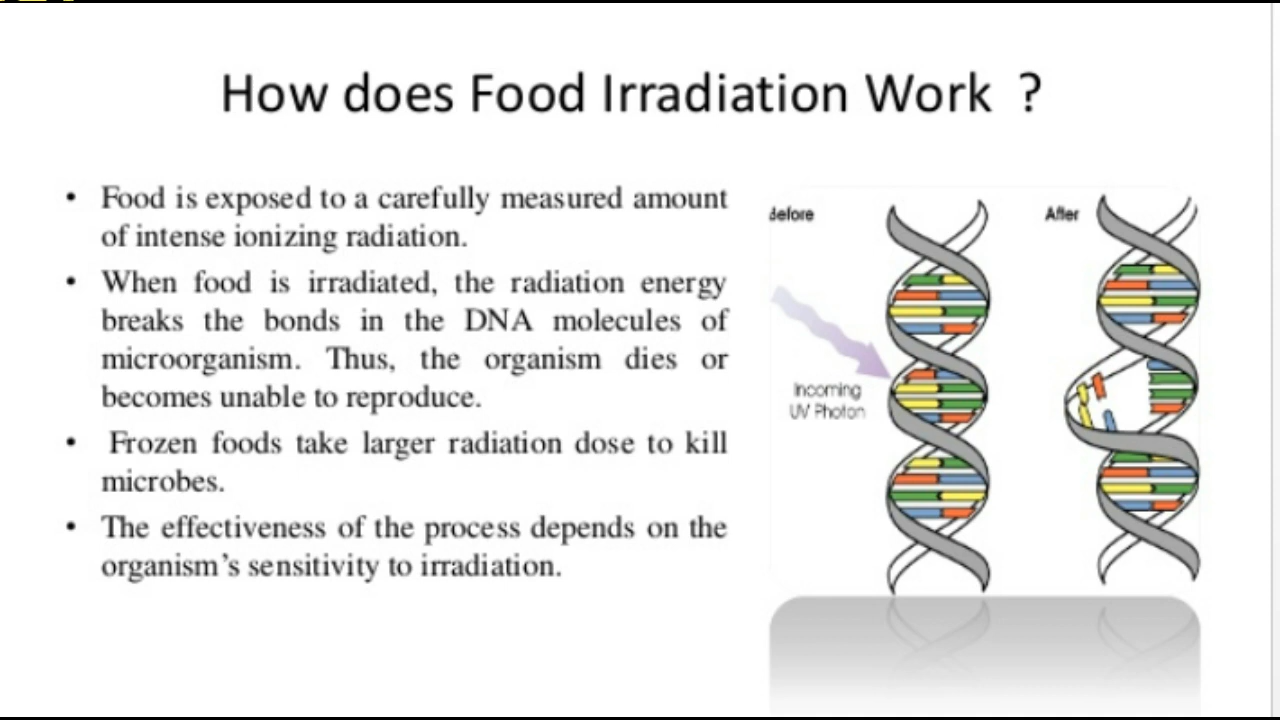 How does Food Irradiation Work ?
• Food is exposed to a carefully measured amount
of intense ionizing radiation.
• When food is irradiated, the radiation energy
breaks the bonds in the DNA molecules of
microorganism. Thus, the organism dies or
becomes unable to reproduce.
• Frozen foods take larger radiation dose to kill
microbes.
• The effectiveness of the process depends on the
organism's sensitivity to irradiation.
Before
After
Incoming
UV Photon